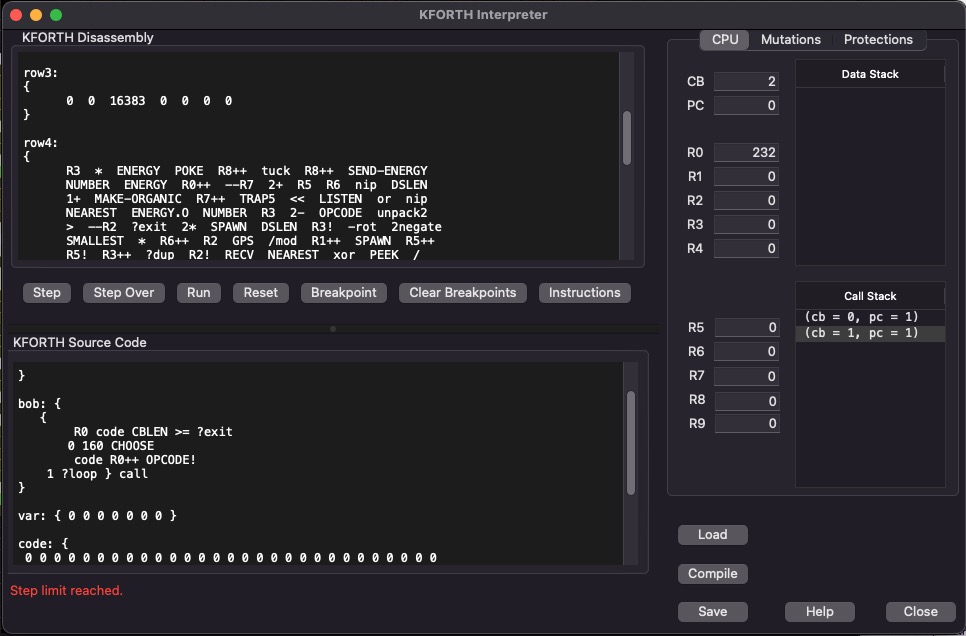 KFORTH Interpreter
KFORTH Disassembly
row3:
{
0 0 16383 0 0 0 0
}
row4:
{
R3 * ENERGY POKE R8++ tuck R8++ SEND-ENERGY
NUMBER ENERGY R0++ --R7 2+ R5 R6 nip DSLEN
1+ MAKE-ORGANIC R7++ TRAP5 << LISTEN or nip
NEAREST ENERGY.O NUMBER R3 2- OPCODE unpack2
> --R2 ?exit 2* SPAWN DSLEN R3! -rot 2negate
SMALLEST * R6++ R2 GPS /mod R1++ SPAWN R5++
R5! R3++ ?dup R2! RECV NEAREST xor PEEK /
Step Step Over Run Reset Breakpoint Clear Breakpoints Instructions
KFORTH Source Code
}
bob: {
{
R0 code CBLEN >= ?exit
0 160 CHOOSE
code R0++ OPCODE!
1 ?loop } call
}
var: { 0 0 0 0 0 0 0 }
code: {
0 0 0 0 0 0 0 0 0 0 0 0 0 0 0 0 0 0 0 0 0 0 0 0 0 0 0 0 0
Step limit reached.
CPU Mutations Protections
CB 2
PC 0
R0 232
R1 0
R2 0
R3 0
R4 0
R5 0
R6 0
R7 0
R8 0
R9 0
Data Stack
Call Stack
(cb = 0, pc = 1)
(cb = 1, pc = 1)
Load
Compile
Save Help Close